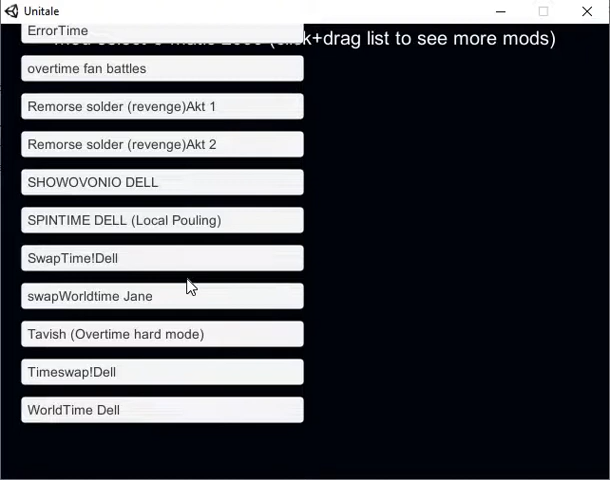 Unitale
ErrorTime
k+drag list to see more mods)
overtime fan battles
Remorse solder (revenge)Akt 1
Remorse solder (revenge)Akt 2
SHOWOVONIO DELL
SPINTIME DELL (Local Pouling)
SwapTime!Dell
swapWorldtime Jane
Tavish (Overtime hard mode)
Timeswap!Dell
WorldTime Dell